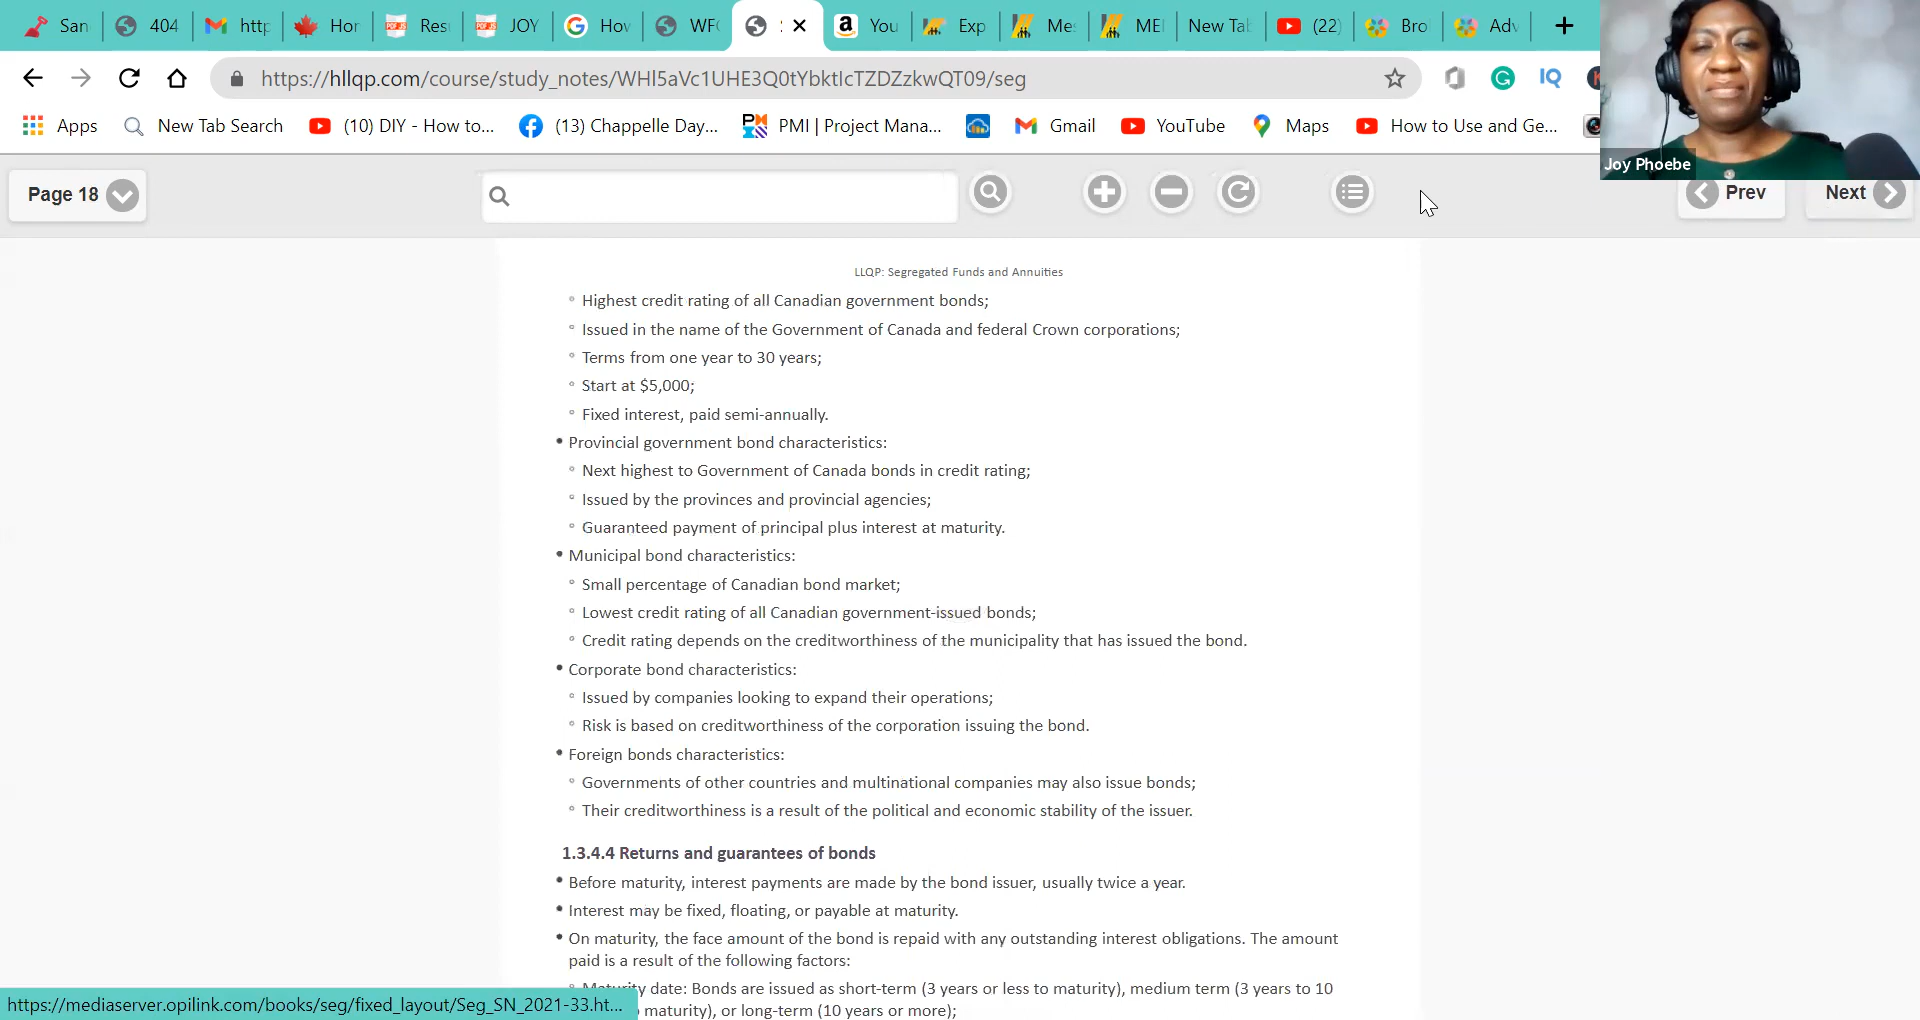 San
404
http
Hor
Res
JOY
How
WFC
You
Exp
Me:
MEI
New Tab
(22)
Bro
Adv
https://hllqp.com/course/study_notes/WHl5aVc1UHE3Q0tYbktIcTZDZzkwQT09/seg
Apps
New Tab Search
(10) DIY - How to...
(13) Chappelle Day...
PMI | Project Mana...
Gmail
YouTube
Maps
How to Use and Ge...
Joy Phoebe
Page 18
Prev
Next
LLQP: Segregated Funds and Annuities
° Highest credit rating of all Canadian government bonds;
° Issued in the name of the Government of Canada and federal Crown corporations;
° Terms from one year to 30 years;
° Start at $5,000;
° Fixed interest, paid semi-annually.
• Provincial government bond characteristics:
° Next highest to Government of Canada bonds in credit rating;
° Issued by the provinces and provincial agencies;
° Guaranteed payment of principal plus interest at maturity.
• Municipal bond characteristics:
° Small percentage of Canadian bond market;
° Lowest credit rating of all Canadian government-issued bonds;
° Credit rating depends on the creditworthiness of the municipality that has issued the bond.
• Corporate bond characteristics:
° Issued by companies looking to expand their operations;
° Risk is based on creditworthiness of the corporation issuing the bond.
• Foreign bonds characteristics:
° Governments of other countries and multinational companies may also issue bonds;
° Their creditworthiness is a result of the political and economic stability of the issuer.
1.3.4.4 Returns and guarantees of bonds
• Before maturity, interest payments are made by the bond issuer, usually twice a year.
• Interest may be fixed, floating, or payable at maturity.
• On maturity, the face amount of the bond is repaid with any outstanding interest obligations. The amount
paid is a result of the following factors:
° Maturity date: Bonds are issued as short-term (3 years or less to maturity), medium term (3 years to 10
maturity), or long-term (10 years or more);
https://mediaserver.opilink.com/books/seg/fixed_layout/Seg_SN_2021-33.ht...